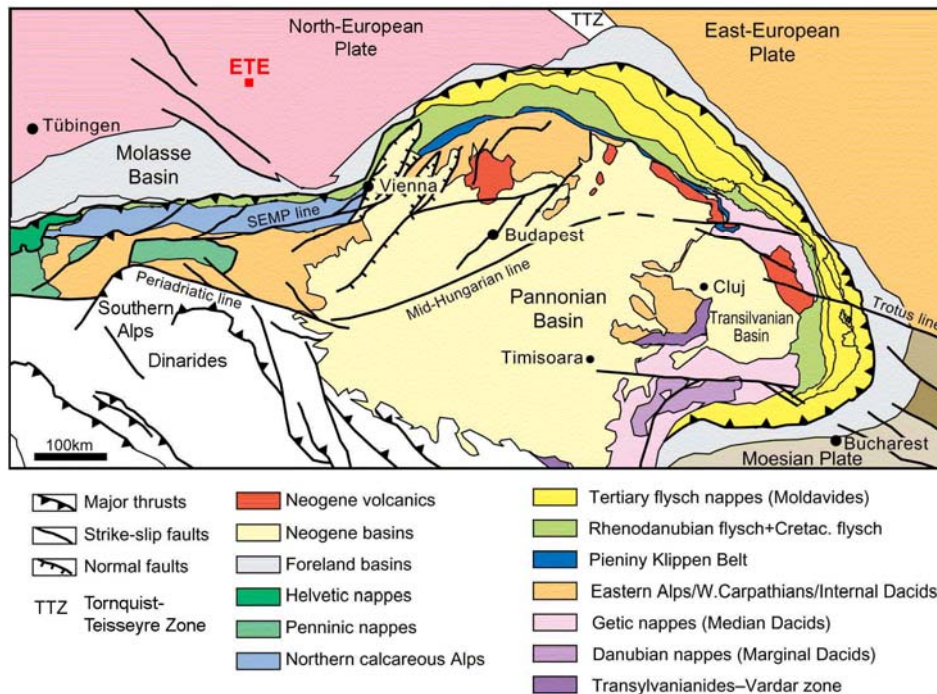 North-European
Plate
TTZ
East-European
Plate
ETE
Tübingen
Molasse
Basin
Vienna
SEMP line
Budapest
Mid-Hungarian line
Periadriatic line
Southern
Alps
Dinarides
Pannonian
Basin
Cluj
Transilvanian
Basin
Trotus line
Timisoara
100km
Bucharest
Moesian Plate
Major thrusts
Strike-slip faults
Normal faults
TTZ Tornquist-
Teisseyre Zone
Neogene volcanics
Neogene basins
Foreland basins
Helvetic nappes
Penninic nappes
Northern calcareous Alps
Tertiary flysch nappes (Moldavides)
Rhenodanubian flysch+Cretac. flysch
Pieniny Klippen Belt
Eastern Alps/W.Carpathians/Internal Dacids
Getic nappes (Median Dacids)
Danubian nappes (Marginal Dacids)
Transylvanianides–Vardar zone